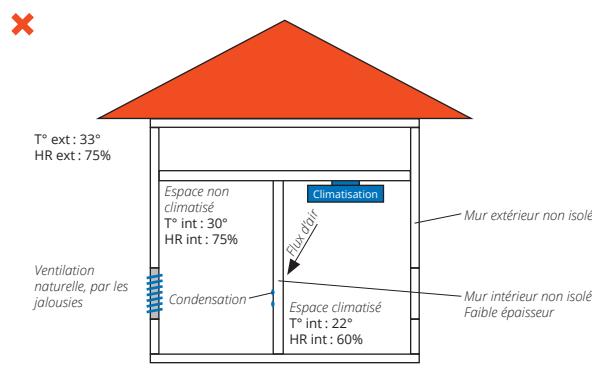 T° ext : 33°
HR ext : 75%
Espace non
climatisé
T° int : 30°
HR int : 75%
Climatisation
Flux d'air
Mur extérieur non isolé
Ventilation
naturelle, par les
jalousies
Condensation
Espace climatisé
T° int : 22°
HR int : 60%
Mur intérieur non isolé
Faible épaisseur